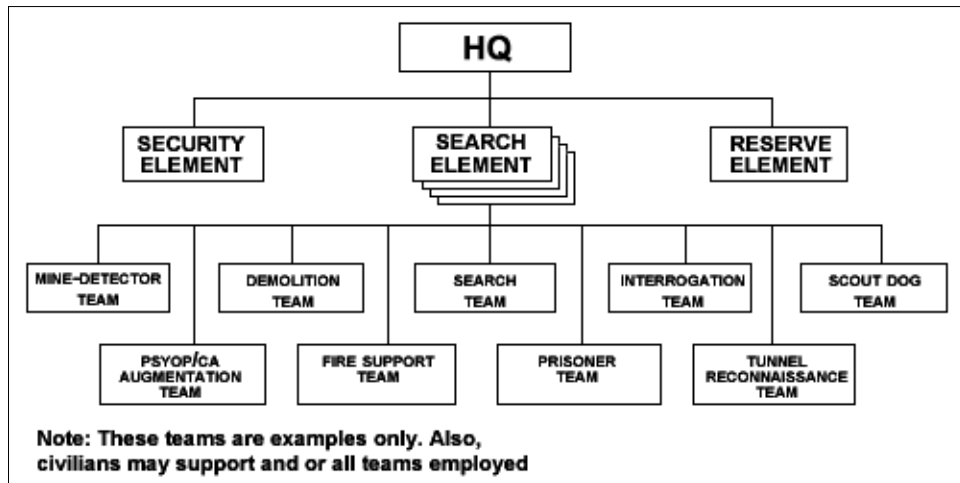 HQ
SECURITY
ELEMENT
SEARCH
ELEMENT
RESERVE
ELEMENT
MINE-DETECTOR
TEAM
DEMOLITION
TEAM
SEARCH
TEAM
INTERROGATION
TEAM
SCOUT DOG
TEAM
PSYOP/CA
AUGMENTATION
TEAM
FIRE SUPPORT
TEAM
PRISONER
TEAM
TUNNEL
RECONNAISSANCE
TEAM
Note: These teams are examples only. Also,
civilians may support and or all teams employed